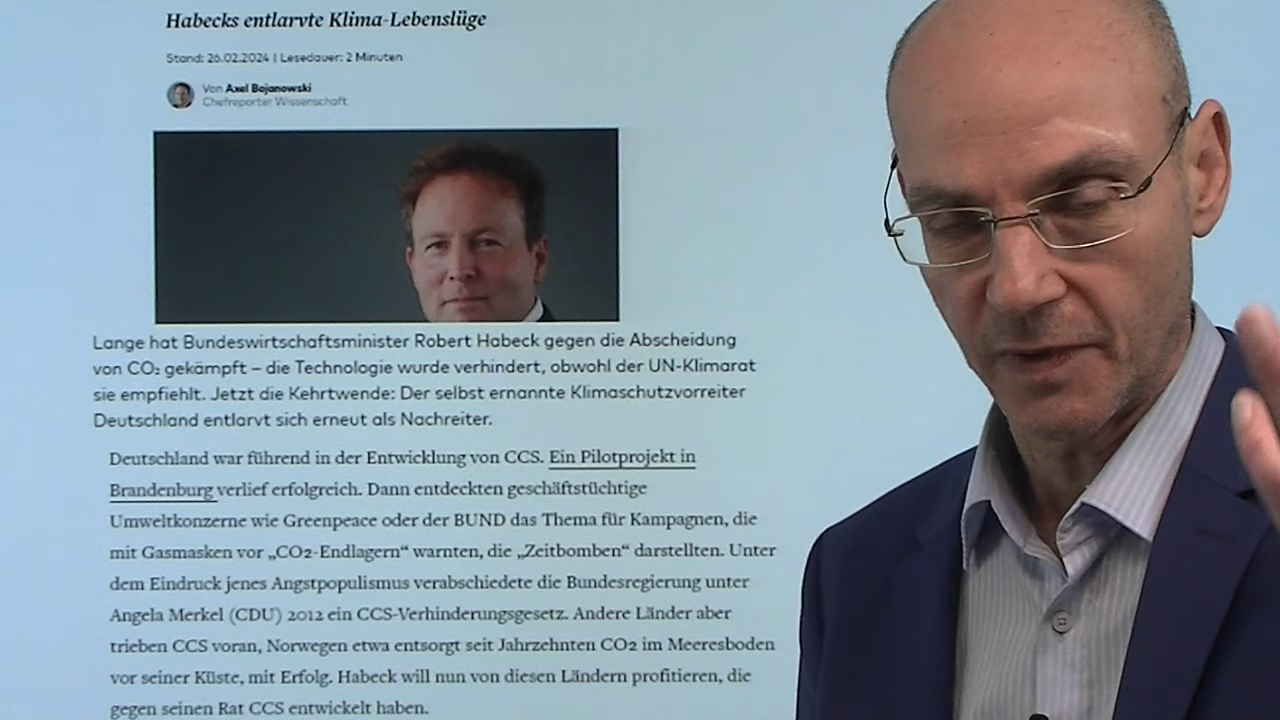 Habecks entlarvte Klima-Lebenslüge
Stand: 26.02.2024 | Lesedauer: 2 Minuten
Von Axel Bojanowski
Chefreporter Wissenschaft
Lange hat Bundeswirtschaftsminister Robert Habeck gegen die Abscheidung
von CO₂ gekämpft – die Technologie wurde verhindert, obwohl der UN-Klimarat
sie empfiehlt. Jetzt die Kehrtwende: Der selbst ernannte Klimaschutzvorreiter
Deutschland entlarvt sich erneut als Nachreiter.
Deutschland war führend in der Entwicklung von CCS. Ein Pilotprojekt in
Brandenburg verlief erfolgreich. Dann entdeckten geschäftstüchtige
Umweltkonzerne wie Greenpeace oder der BUND das Thema für Kampagnen, die
mit Gasmasken vor „CO2-Endlagern“ warnten, die „Zeitbomben“ darstellten. Unter
dem Eindruck jenes Angstpopulismus verabschiedete die Bundesregierung unter
Angela Merkel (CDU) 2012 ein CCS-Verhinderungsgesetz. Andere Länder aber
trieben CCS voran, Norwegen etwa entsorgt seit Jahrzehnten CO2 im Meeresboden
vor seiner Küste, mit Erfolg. Habeck will nun von diesen Ländern profitieren, die
gegen seinen Rat CCS entwickelt haben.